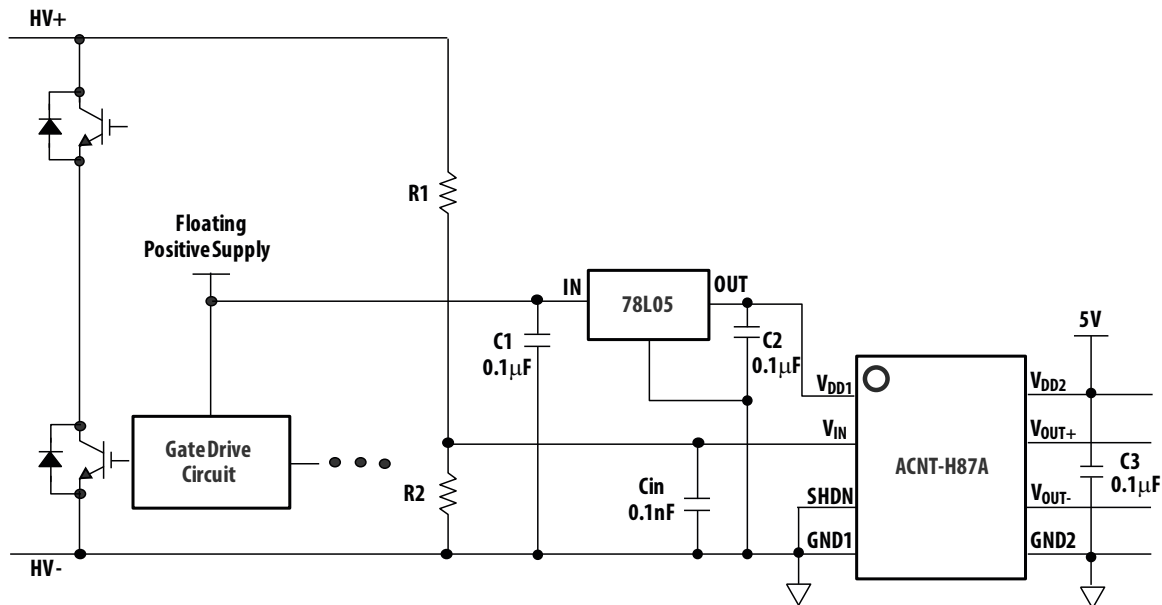 HV+
R1
Floating
Positive Supply
IN
OUT
78L05
5V
C1
0.1µF
C2
0.1µF
VDD1
VDD2
VIN
VOUT+
Gate Drive
Circuit
ACNT-H87A
C3
0.1µF
R2
Cin
0.1nF
SHDN
VOUT-
GND1
GND2
HV-